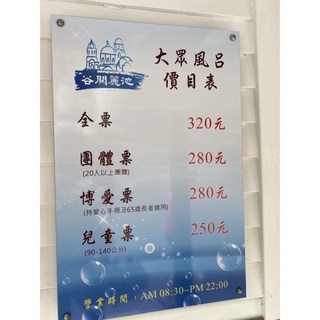 谷關麗池
大眾風呂
價目表
全票 320元
團體票 280元
(20人以上團體)
博愛票 280元
(持愛心手冊及65歲長者適用)
兒童票 250元
(90-140公分)
營業時間：AM 08:30~PM 22:00